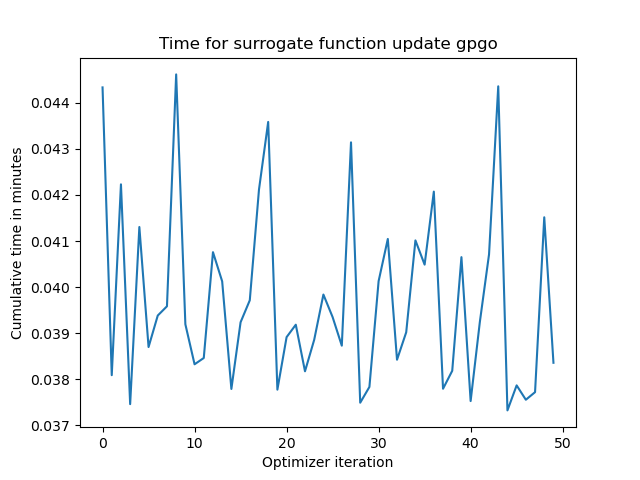 Time for surrogate function update gpgo
Cumulative time in minutes
0.044
0.043
0.042
0.041
0.040
0.039
0.038
0.037
0 10 20 30 40 50
Optimizer iteration